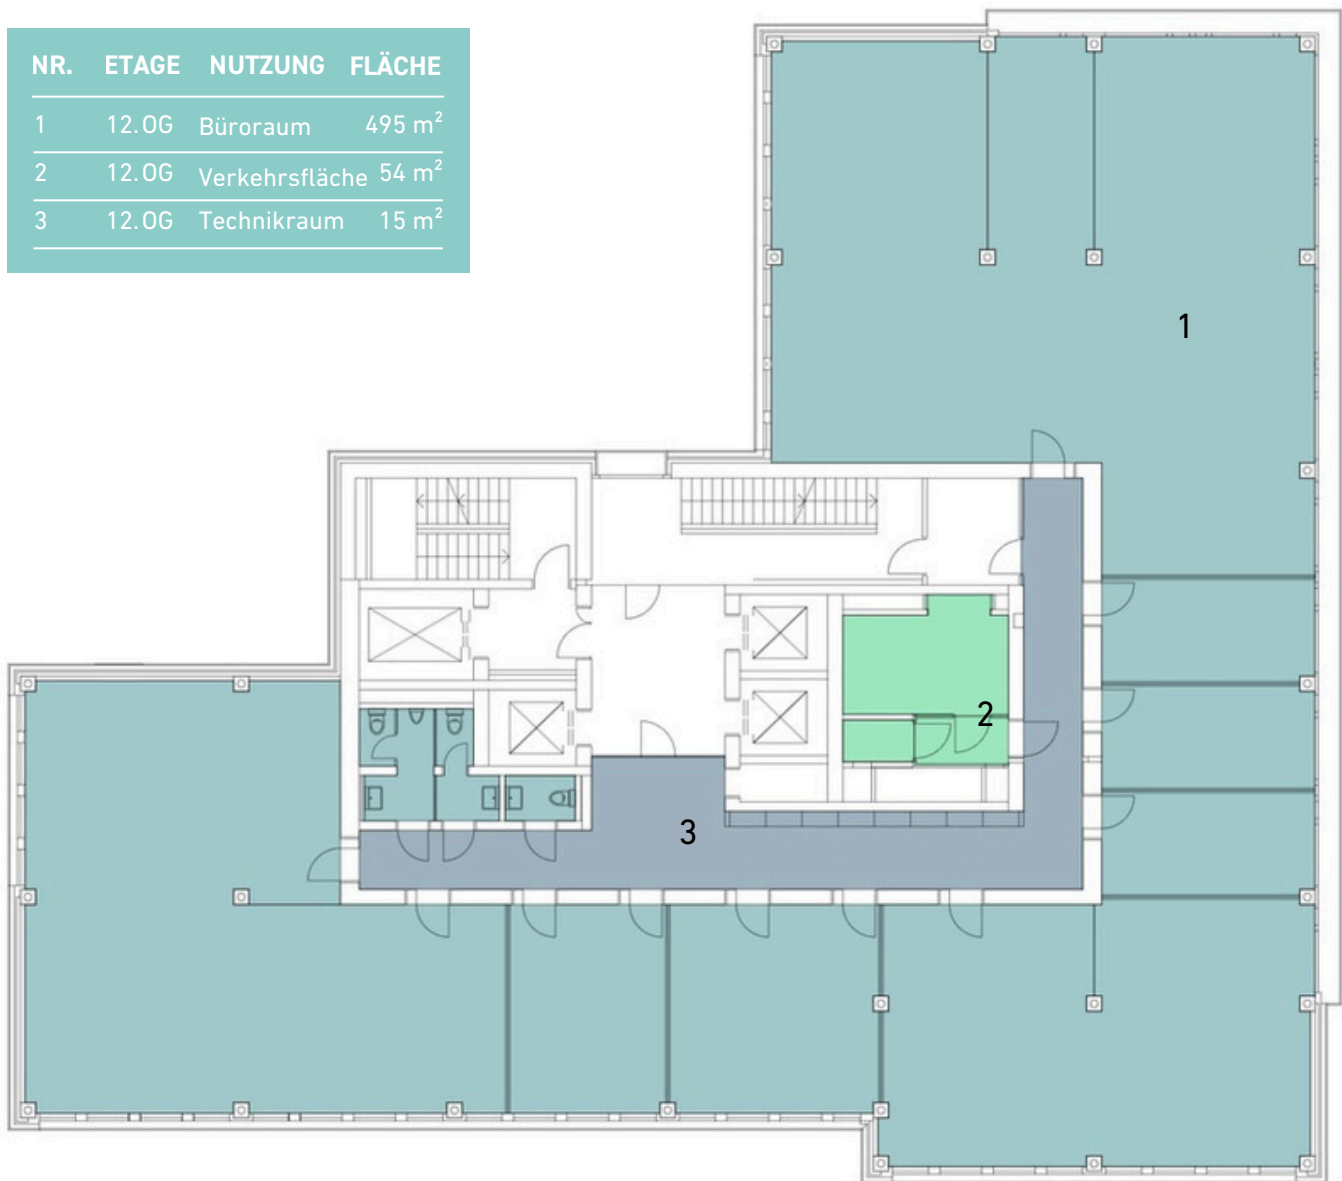 NR. ETAGE NUTZUNG FLÄCHE
1 12.OG Büroraum 495 m²
2 12.OG Verkehrsfläche 54 m²
3 12.OG Technikraum 15 m²
1
2
3